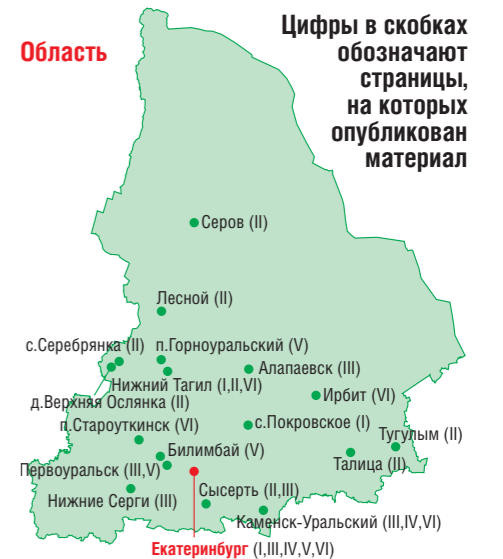 Область
Цифры в скобках
обозначают
страницы,
на которых
опубликован
материал
Серов (II)
Лесной (II)
с.Серебрянка (II)
п.Горноуральский (V)
Алапаевск (III)
Нижний Тагил (I,II,VI)
д.Верхняя Ослянка (II)
Ирбит (VI)
п.Староуткинск (VI)
с.Покровское (I)
Тугулым (II)
Билимбай (V)
Талица (II)
Первоуральск (III,V)
Нижние Серги (III)
Сысерть (II,III)
Каменск-Уральский (III,IV,VI)
Екатеринбург (I,III,IV,V,VI)